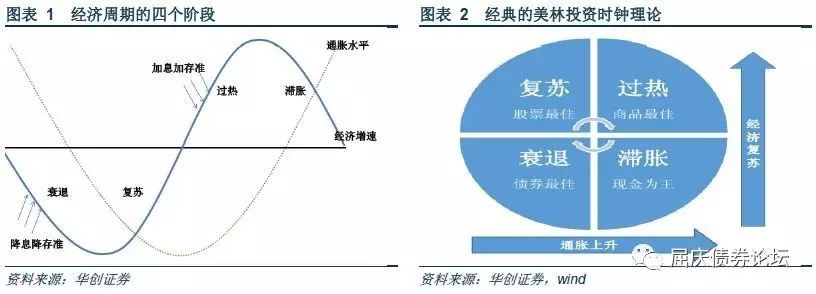 图表 1 经济周期的四个阶段
通胀水平
加息加存准
过热
滞胀
经济增速
衰退
复苏
降息降存准
资料来源：华创证券
图表 2 经典的美林投资时钟理论
复苏
股票最佳
过热
商品最佳
衰退
债券最佳
滞胀
现金为王
经济复苏
通胀上升
资料来源：华创证券，wind
屈庆债券论坛